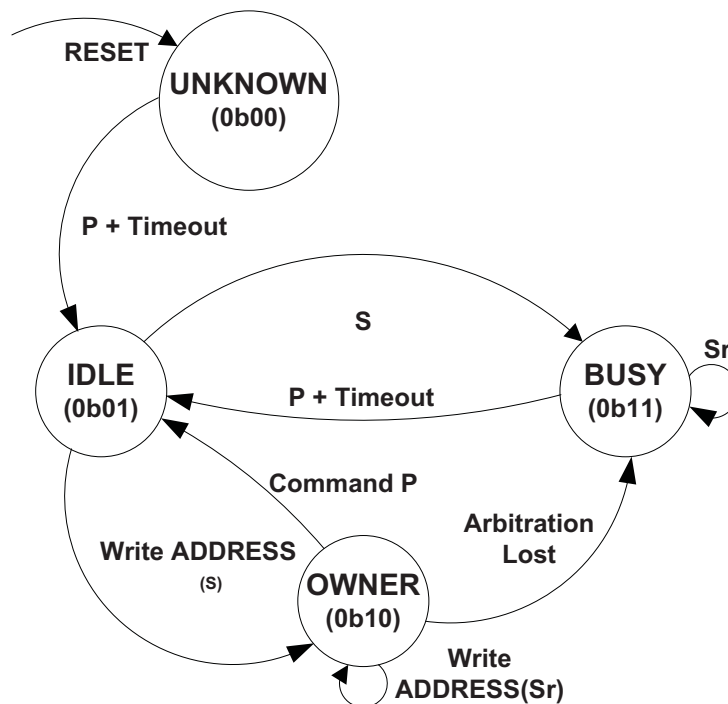 RESET
UNKNOWN
(0b00)
P + Timeout
S
Sr
IDLE
(0b01)
BUSY
(0b11)
P + Timeout
Command P
Arbitration
Lost
Write ADDRESS
(S)
OWNER
(0b10)
Write
ADDRESS(Sr)